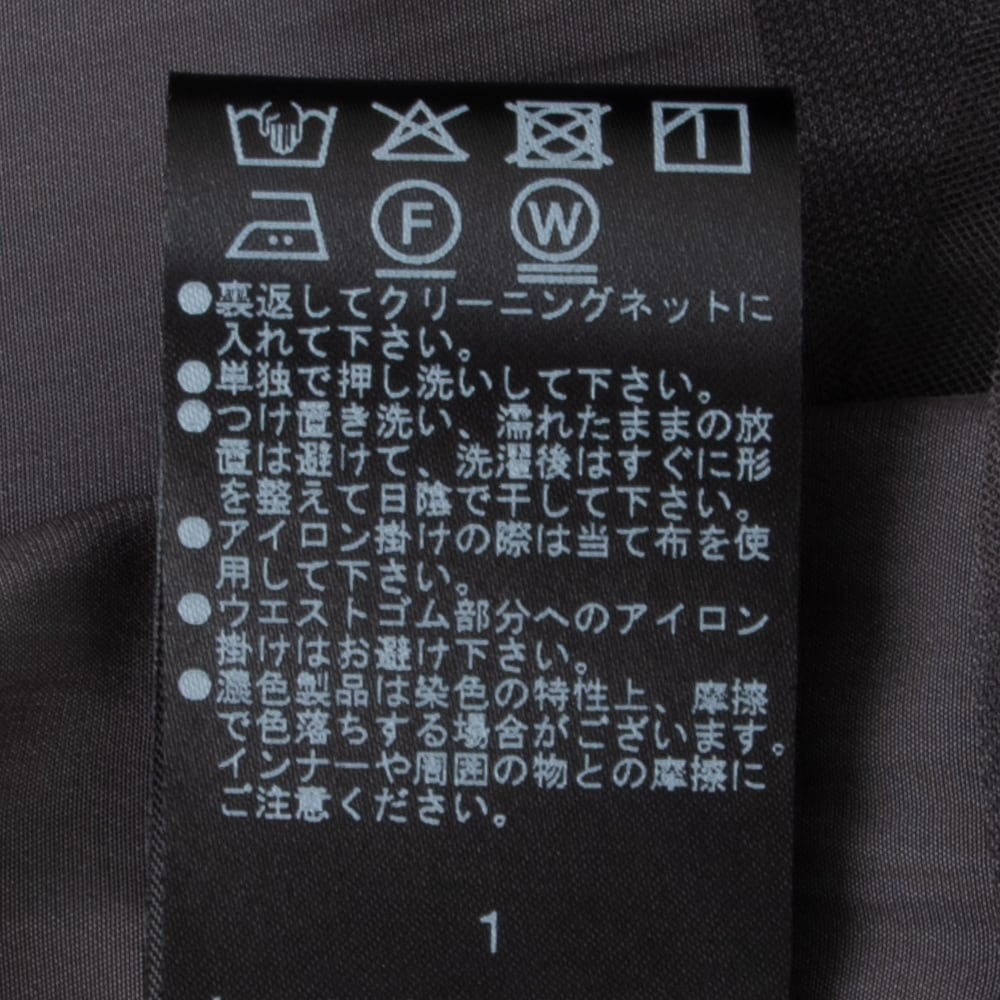 F W
●裏返してクリーニングネットに
入れて下さい。
●単独で押し洗いして下さい。
●つけ置き洗い、濡れたままの放
置は避けて、洗濯後はすぐに形
を整えて日陰で干して下さい。
●アイロン掛けの際は当て布を使
用して下さい。
●ウエストゴム部分へのアイロン
掛けはお避け下さい。
●濃色製品は染色の特性上、摩擦
で色落ちする場合がございます。
インナーや周囲の物との摩擦に
ご注意ください。
1